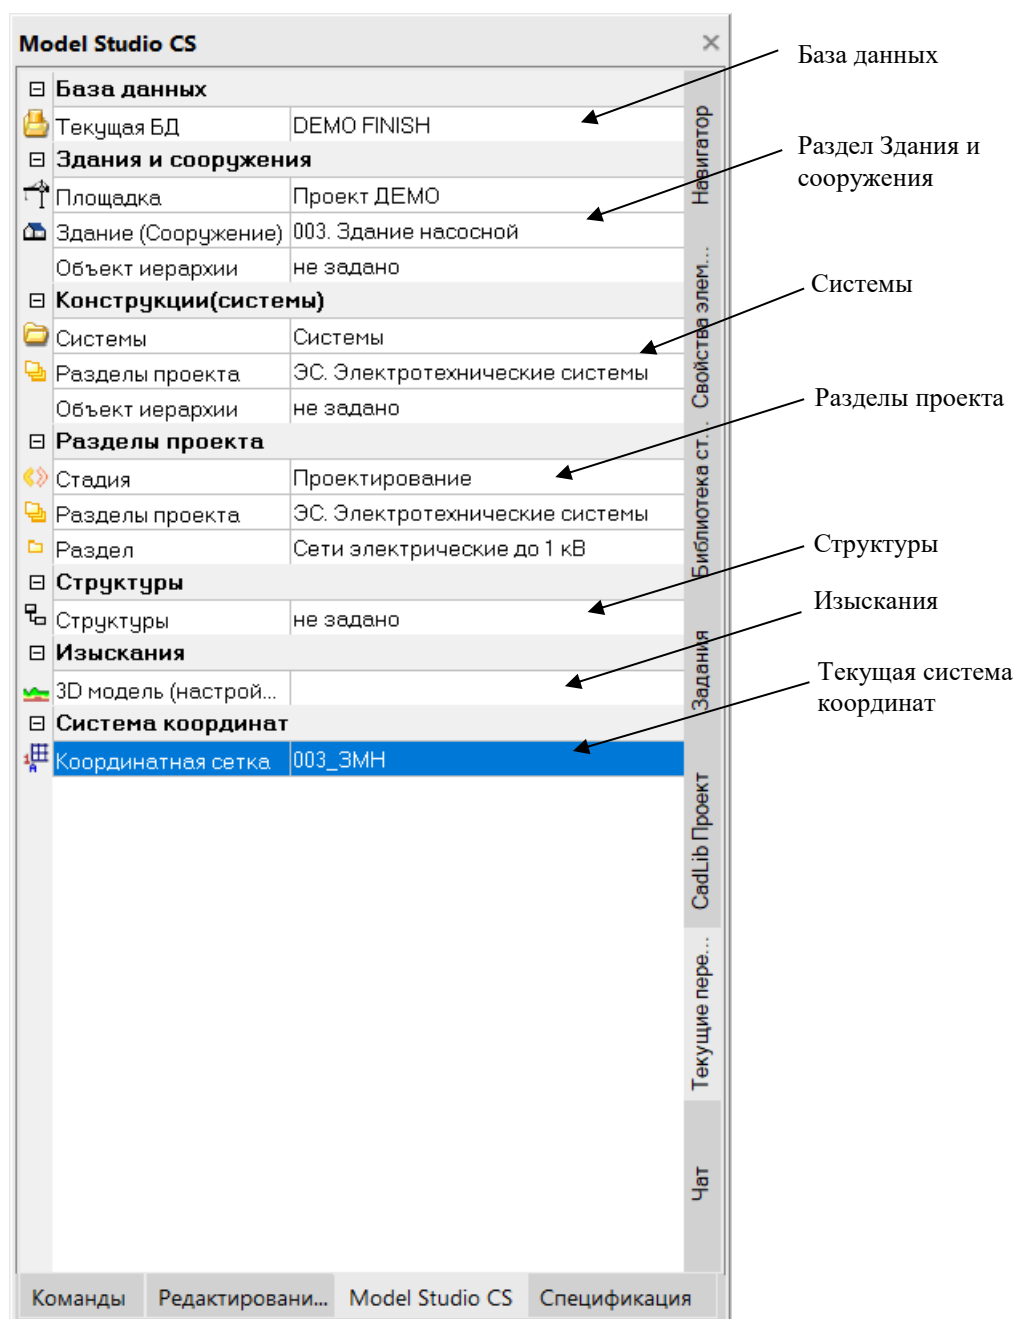 Model Studio CS
База данных
Текущая БД DEMO FINISH
Здания и сооружения
Площадка Проект ДЕМО
Здание (Сооружение) 003. Здание насосной
Объект иерархии не задано
Конструкции(системы)
Системы Системы
Разделы проекта ЭС. Электротехнические системы
Объект иерархии не задано
Разделы проекта
Стадия Проектирование
Разделы проекта ЭС. Электротехнические системы
Раздел Сети электрические до 1 кВ
Структуры
Структуры не задано
Изыскания
3D модель (настрой...
Система координат
Координатная сетка 003_ЗМН
Навигатор
Свойства элем...
Библиотека ст...
Задания
CadLib Проект
Текущие пере...
Чат
Команды Редактировани... Model Studio CS Спецификация
База данных
Раздел Здания и
сооружения
Системы
Разделы проекта
Структуры
Изыскания
Текущая система
координат